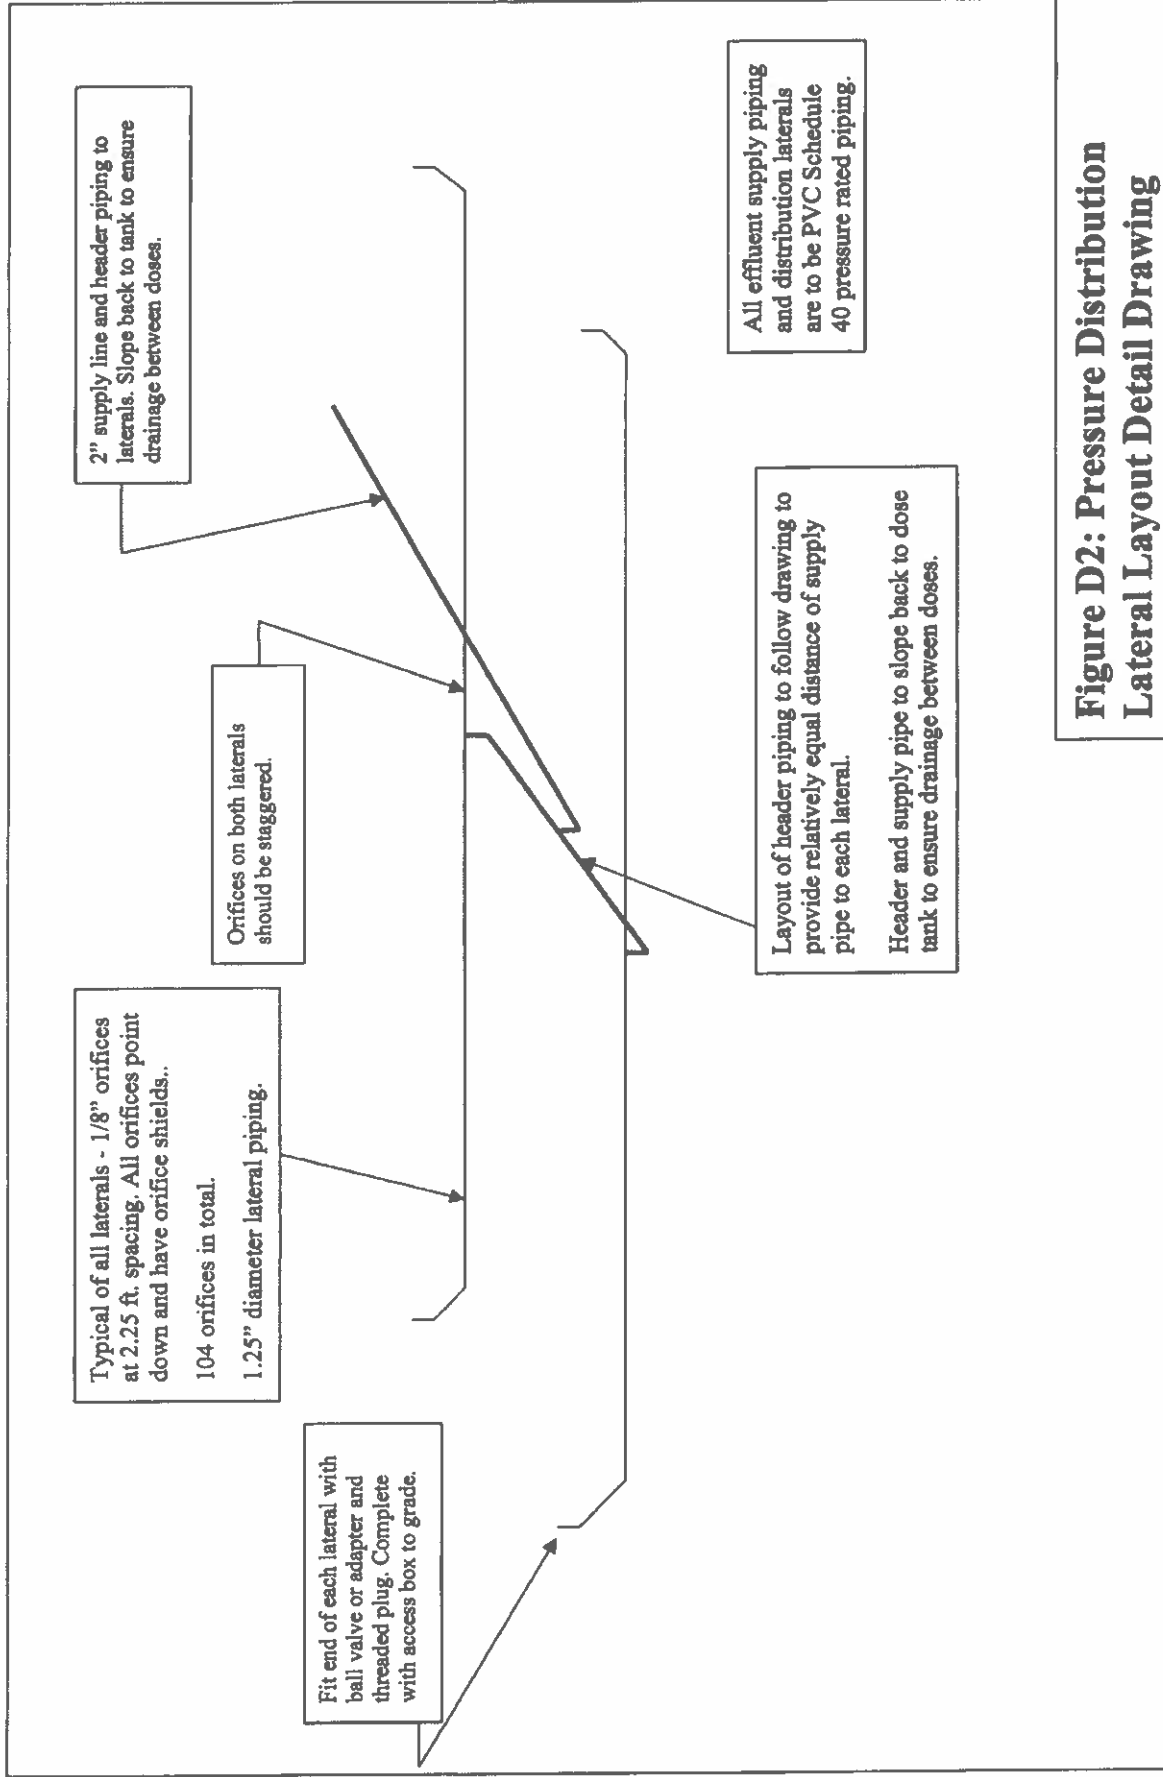 Fit end of each lateral with
ball valve or adapter and
threaded plug. Complete
with access box to grade.
Typical of all laterals - 1/8” orifices
at 2.25 ft. spacing. All orifices point
down and have orifice shields..
104 orifices in total.
1.25” diameter lateral piping.
Orifices on both laterals
should be staggered.
2” supply line and header piping to
laterals. Slope back to tank to ensure
drainage between doses.
Layout of header piping to follow drawing to
provide relatively equal distance of supply
pipe to each lateral.
Header and supply pipe to slope back to dose
tank to ensure drainage between doses.
All effluent supply piping
and distribution laterals
are to be PVC Schedule
40 pressure rated piping.
Figure D2: Pressure Distribution
Lateral Layout Detail Drawing